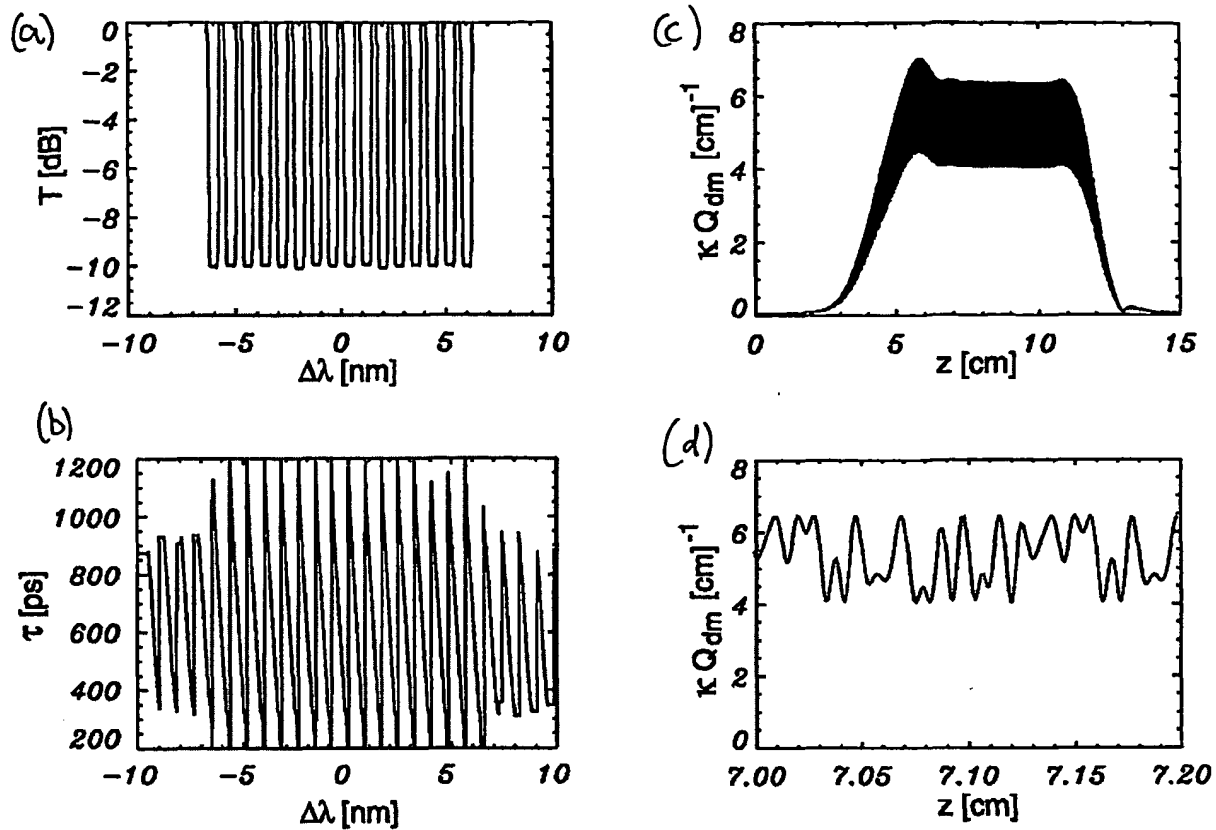 (a)
0
-2
-4
-6
-8
-10
-12
T [dB]
-10 -5 0 5 10
Δλ [nm]
(b)
1200
1000
800
600
400
200
τ [ps]
-10 -5 0 5 10
Δλ [nm]
(c)
8
6
4
2
0
κ Q_dm [cm]^-1
0 5 10 15
z [cm]
(d)
8
6
4
2
0
κ Q_dm [cm]^-1
7.00 7.05 7.10 7.15 7.20
z [cm]